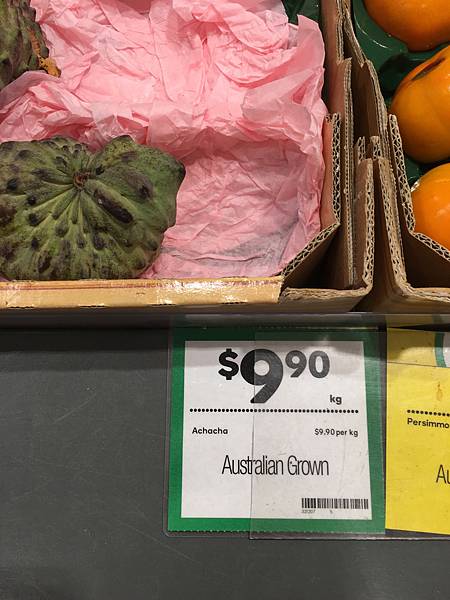 $9.90
kg
Achacha $9.90 per kg
Australian Grown
Persimmo
Au